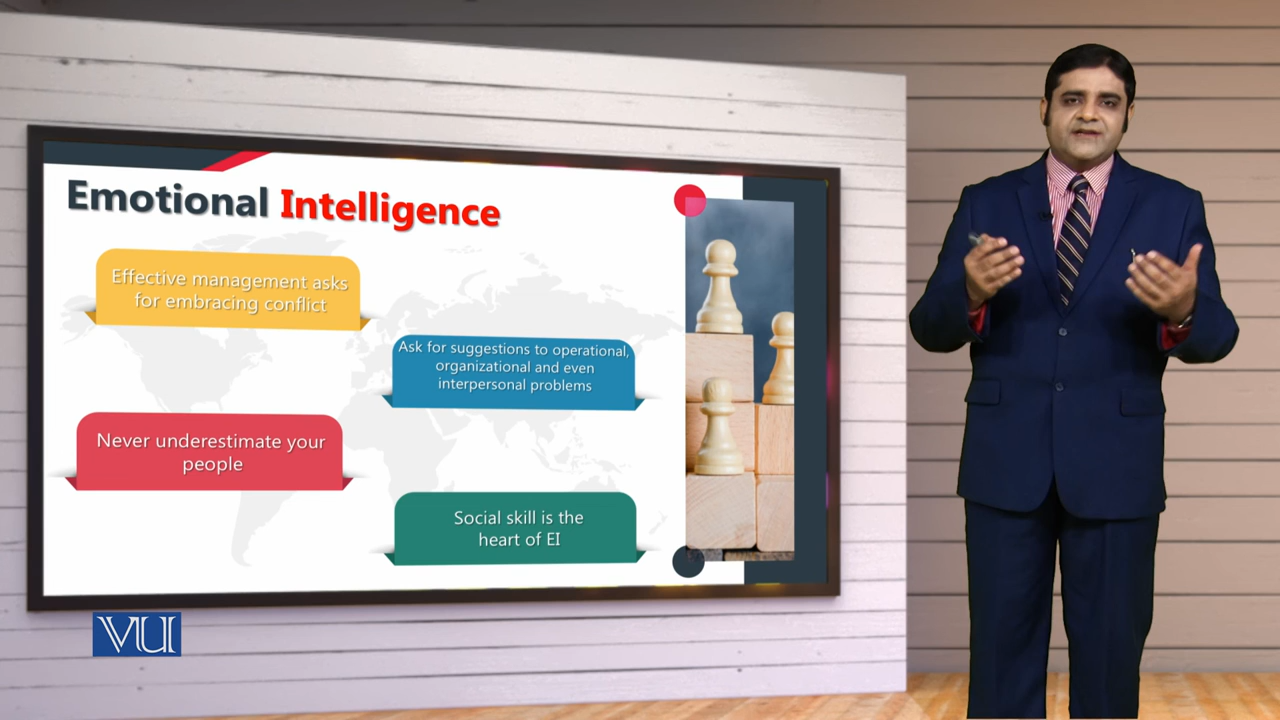 Emotional Intelligence
Effective management asks
for embracing conflict
Ask for suggestions to operational,
organizational and even
interpersonal problems
Never underestimate your
people
Social skill is the
heart of EI
VU